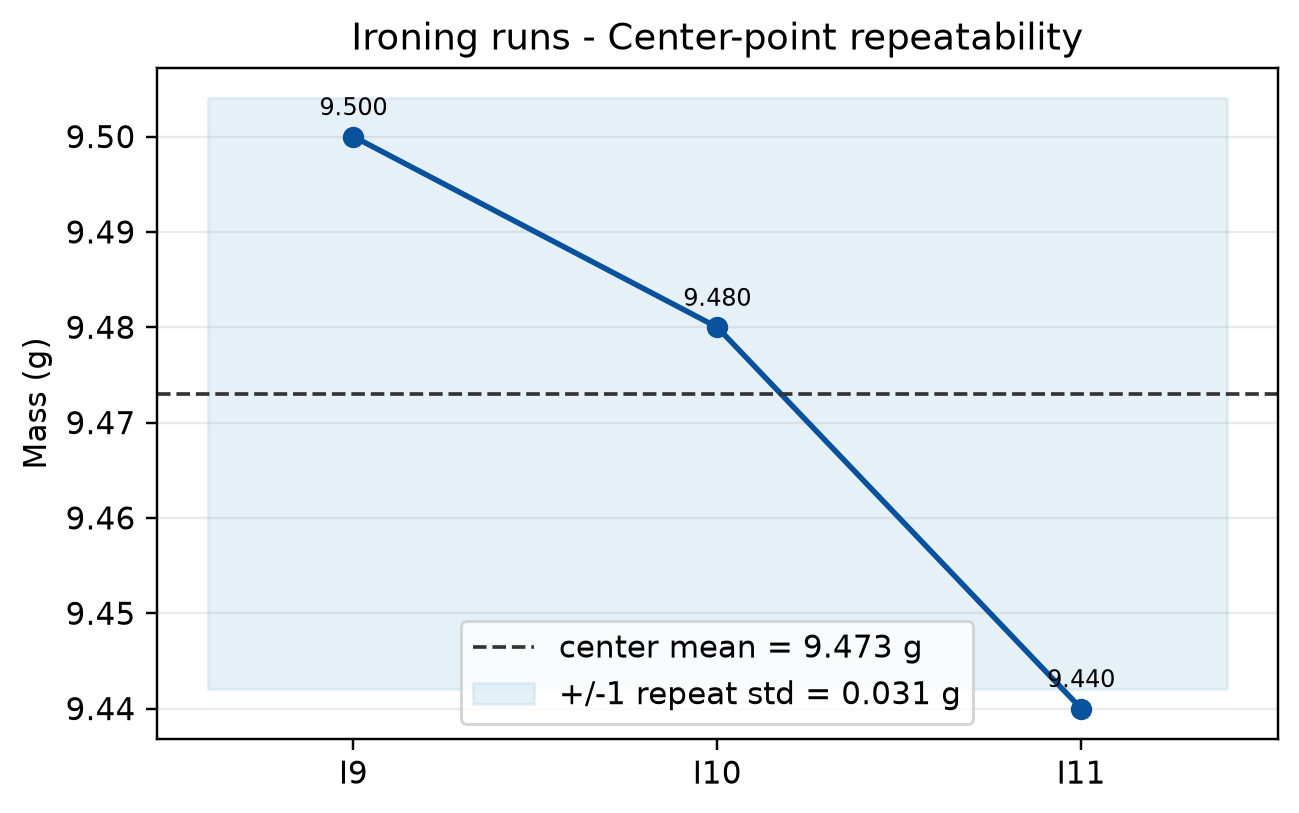 Ironing runs - Center-point repeatability
9.500
9.50
9.49
9.480
9.48
9.47
Mass (g)
9.46
9.45
center mean = 9.473 g
9.440
+/-1 repeat std = 0.031 g
9.44
I9
I10
I11